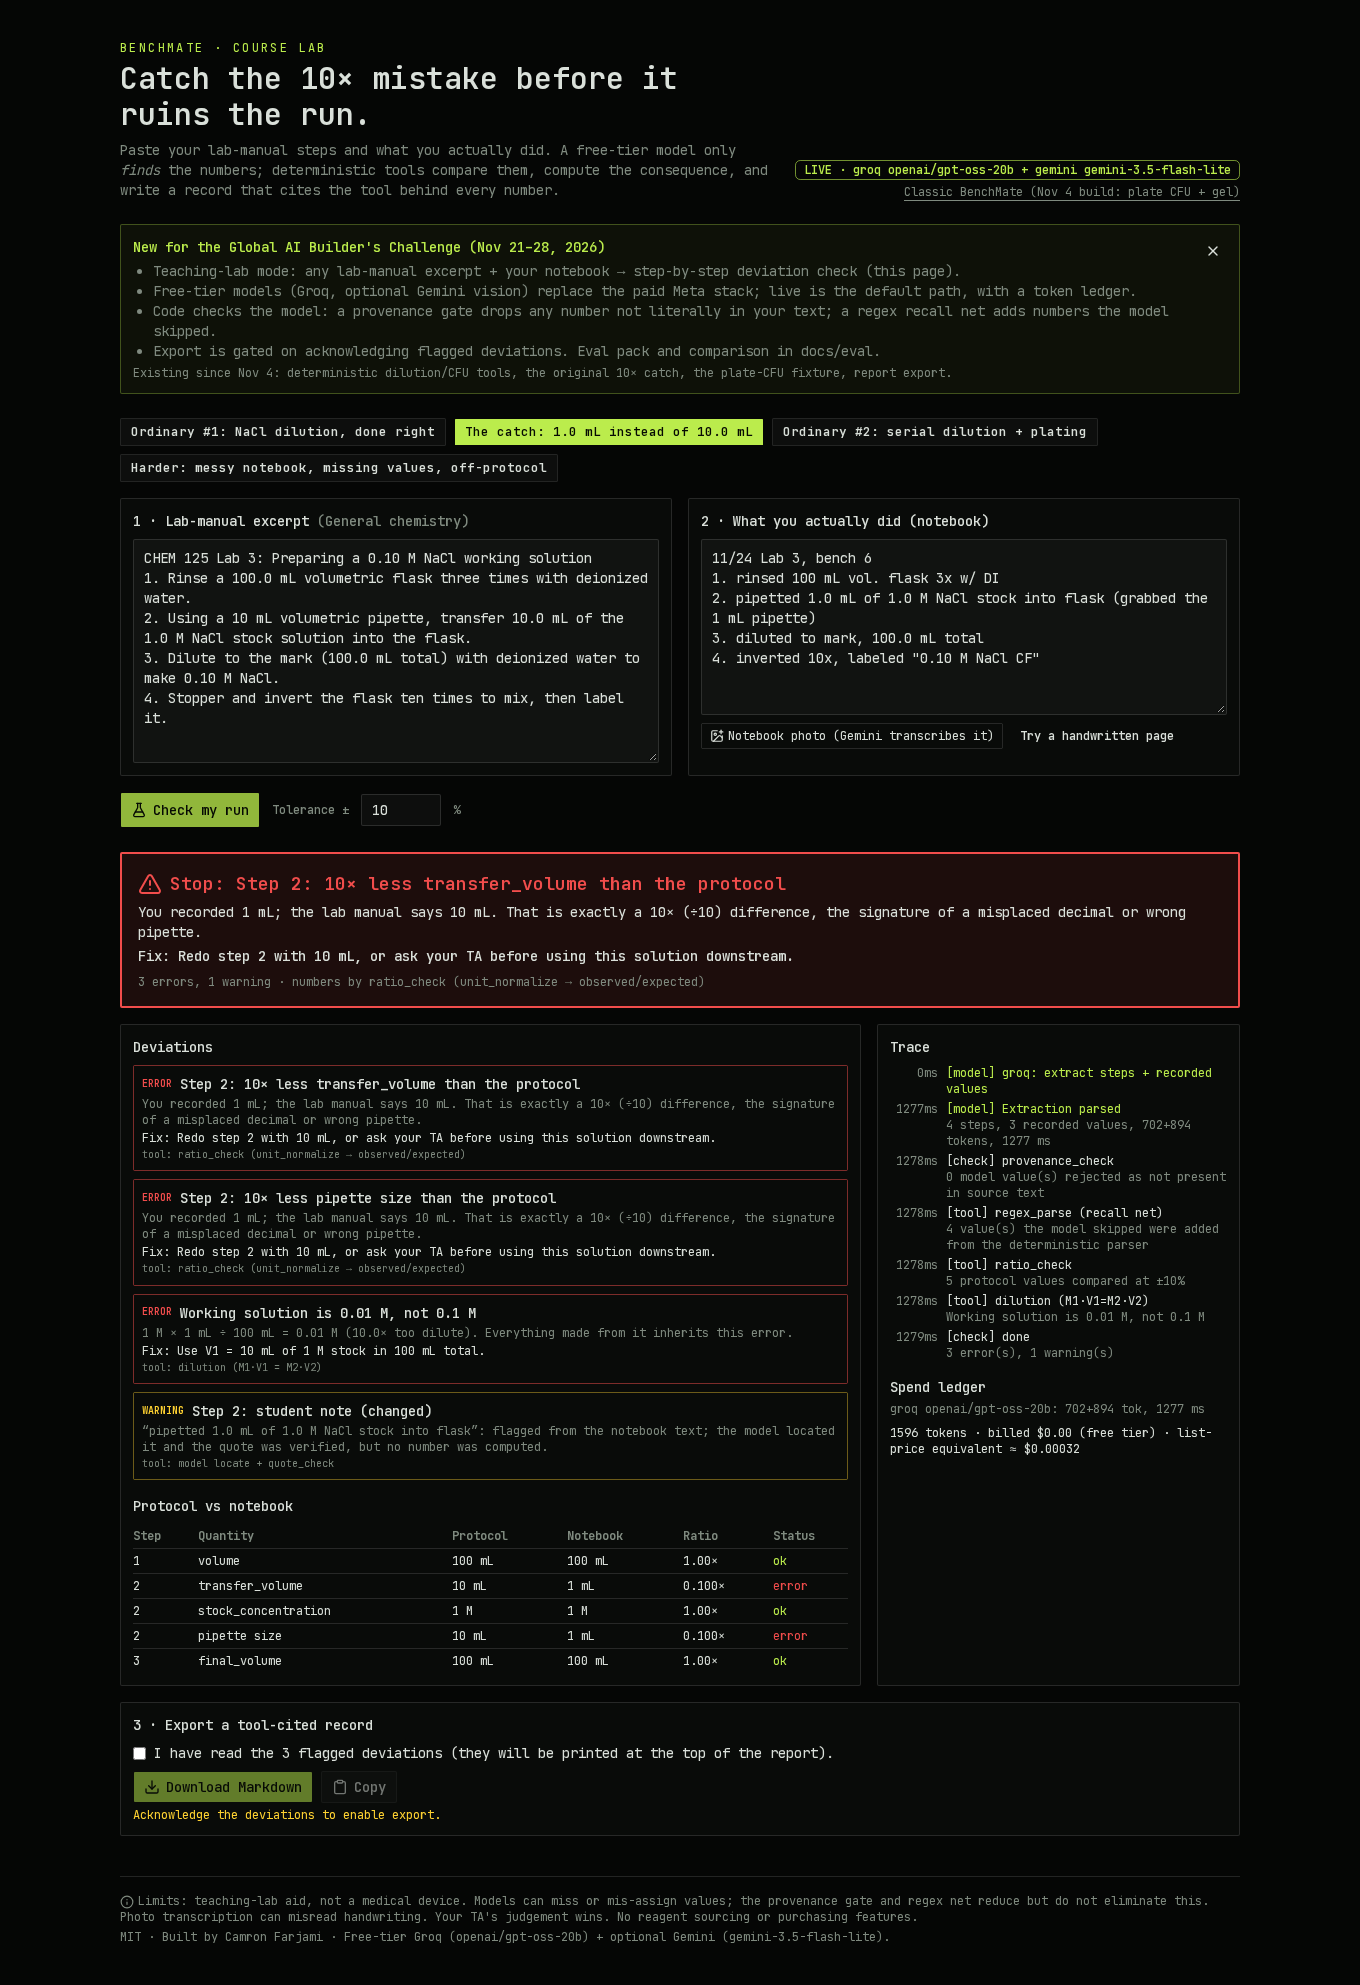 BENCHMATE · COURSE LAB
Catch the 10× mistake before it
ruins the run.
Paste your lab-manual steps and what you actually did. A free-tier model only
finds the numbers; deterministic tools compare them, compute the consequence, and
write a record that cites the tool behind every number.
LIVE · groq openai/gpt-oss-20b + gemini gemini-3.5-flash-lite
Classic BenchMate (Nov 4 build: plate CFU + gel)
New for the Global AI Builder's Challenge (Nov 21–28, 2026)
• Teaching-lab mode: any lab-manual excerpt + your notebook → step-by-step deviation check (this page).
• Free-tier models (Groq, optional Gemini vision) replace the paid Meta stack; live is the default path, with a token ledger.
• Code checks the model: a provenance gate drops any number not literally in your text; a regex recall net adds numbers the model
skipped.
• Export is gated on acknowledging flagged deviations. Eval pack and comparison in docs/eval.
Existing since Nov 4: deterministic dilution/CFU tools, the original 10× catch, the plate-CFU fixture, report export.
Ordinary #1: NaCl dilution, done right
The catch: 1.0 mL instead of 10.0 mL
Ordinary #2: serial dilution + plating
Harder: messy notebook, missing values, off-protocol
1 · Lab-manual excerpt (General chemistry)
CHEM 125 Lab 3: Preparing a 0.10 M NaCl working solution
1. Rinse a 100.0 mL volumetric flask three times with deionized
water.
2. Using a 10 mL volumetric pipette, transfer 10.0 mL of the
1.0 M NaCl stock solution into the flask.
3. Dilute to the mark (100.0 mL total) with deionized water to
make 0.10 M NaCl.
4. Stopper and invert the flask ten times to mix, then label
it.
2 · What you actually did (notebook)
11/24 Lab 3, bench 6
1. rinsed 100 mL vol. flask 3x w/ DI
2. pipetted 1.0 mL of 1.0 M NaCl stock into flask (grabbed the
1 mL pipette)
3. diluted to mark, 100.0 mL total
4. inverted 10x, labeled "0.10 M NaCl CF"
Notebook photo (Gemini transcribes it)
Try a handwritten page
Check my run
Tolerance ± 10 %
Stop: Step 2: 10× less transfer_volume than the protocol
You recorded 1 mL; the lab manual says 10 mL. That is exactly a 10× (÷10) difference, the signature of a misplaced decimal or wrong
pipette.
Fix: Redo step 2 with 10 mL, or ask your TA before using this solution downstream.
3 errors, 1 warning · numbers by ratio_check (unit_normalize → observed/expected)
Deviations
ERROR Step 2: 10× less transfer_volume than the protocol
You recorded 1 mL; the lab manual says 10 mL. That is exactly a 10× (÷10) difference, the signature
of a misplaced decimal or wrong pipette.
Fix: Redo step 2 with 10 mL, or ask your TA before using this solution downstream.
tool: ratio_check (unit_normalize → observed/expected)
ERROR Step 2: 10× less pipette size than the protocol
You recorded 1 mL; the lab manual says 10 mL. That is exactly a 10× (÷10) difference, the signature
of a misplaced decimal or wrong pipette.
Fix: Redo step 2 with 10 mL, or ask your TA before using this solution downstream.
tool: ratio_check (unit_normalize → observed/expected)
ERROR Working solution is 0.01 M, not 0.1 M
1 M × 1 mL ÷ 100 mL = 0.01 M (10.0× too dilute). Everything made from it inherits this error.
Fix: Use V1 = 10 mL of 1 M stock in 100 mL total.
tool: dilution (M1·V1 = M2·V2)
WARNING Step 2: student note (changed)
“pipetted 1.0 mL of 1.0 M NaCl stock into flask”: flagged from the notebook text; the model located
it and the quote was verified, but no number was computed.
tool: model locate + quote_check
Protocol vs notebook
Step Quantity Protocol Notebook Ratio Status
1 volume 100 mL 100 mL 1.00× ok
2 transfer_volume 10 mL 1 mL 0.100× error
2 stock_concentration 1 M 1 M 1.00× ok
2 pipette size 10 mL 1 mL 0.100× error
3 final_volume 100 mL 100 mL 1.00× ok
Trace
0ms [model] groq: extract steps + recorded
values
1277ms [model] Extraction parsed
4 steps, 3 recorded values, 702+894
tokens, 1277 ms
1278ms [check] provenance_check
0 model value(s) rejected as not present
in source text
1278ms [tool] regex_parse (recall net)
4 value(s) the model skipped were added
from the deterministic parser
1278ms [tool] ratio_check
5 protocol values compared at ±10%
1278ms [tool] dilution (M1·V1=M2·V2)
Working solution is 0.01 M, not 0.1 M
1279ms [check] done
3 error(s), 1 warning(s)
Spend ledger
groq openai/gpt-oss-20b: 702+894 tok, 1277 ms
1596 tokens · billed $0.00 (free tier) · list-
price equivalent ≈ $0.00032
3 · Export a tool-cited record
I have read the 3 flagged deviations (they will be printed at the top of the report).
Download Markdown
Copy
Acknowledge the deviations to enable export.
Limits: teaching-lab aid, not a medical device. Models can miss or mis-assign values; the provenance gate and regex net reduce but do not eliminate this.
Photo transcription can misread handwriting. Your TA's judgement wins. No reagent sourcing or purchasing features.
MIT · Built by Camron Farjami · Free-tier Groq (openai/gpt-oss-20b) + optional Gemini (gemini-3.5-flash-lite).